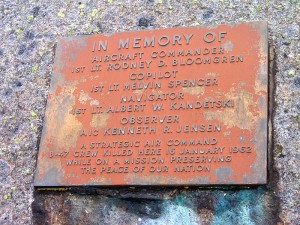 IN MEMORY OF
AIRCRAFT COMMANDER
1ST LT. RODNEY D. BLOOMGREN
COPILOT
1ST LT. MELVIN SPENCER
NAVIGATOR
1ST LT. ALBERT W. KANDETSKI
OBSERVER
A1C KENNETH R. JENSEN
A STRATEGIC AIR COMMAND
B-47 CREW KILLED HERE IN JANUARY 1962
WHILE ON A MISSION PRESERVING
THE PEACE OF OUR NATION